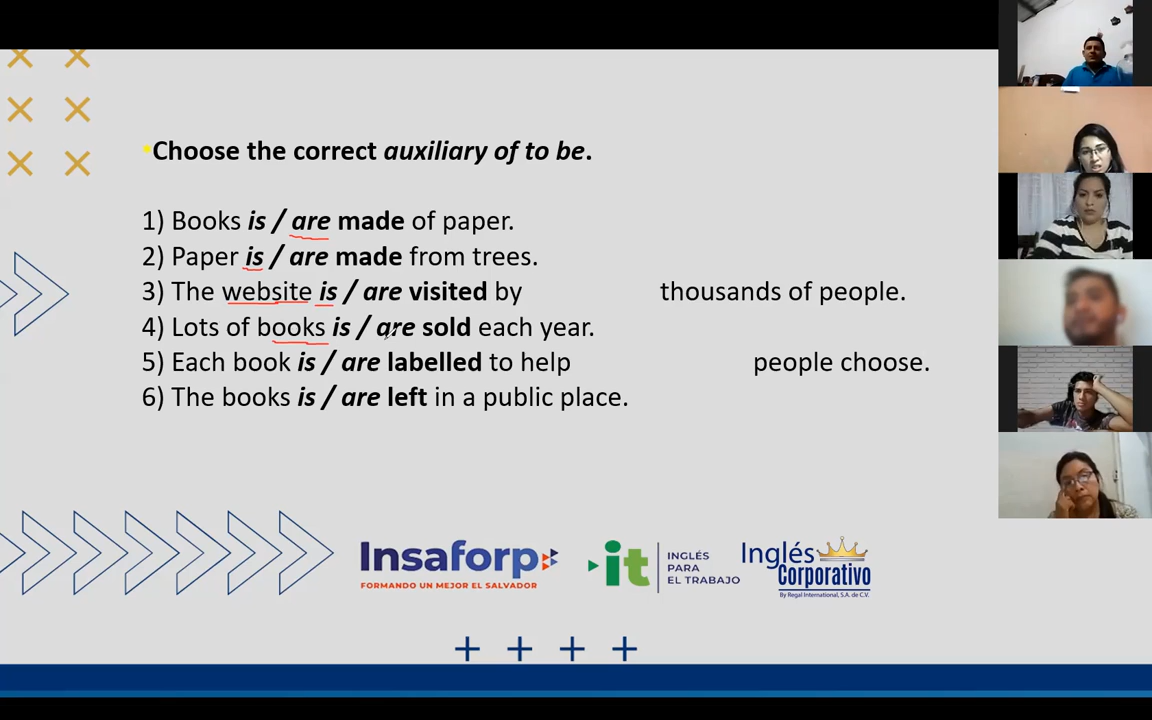 •Choose the correct auxiliary of to be.
1) Books is / are made of paper.
2) Paper is / are made from trees.
3) The website is / are visited by thousands of people.
4) Lots of books is / are sold each year.
5) Each book is / are labelled to help people choose.
6) The books is / are left in a public place.
Insaforp
FORMANDO UN MEJOR EL SALVADOR
it
INGLÉS
PARA
EL TRABAJO
Inglés
Corporativo
By Regal International, S.A. de C.V.